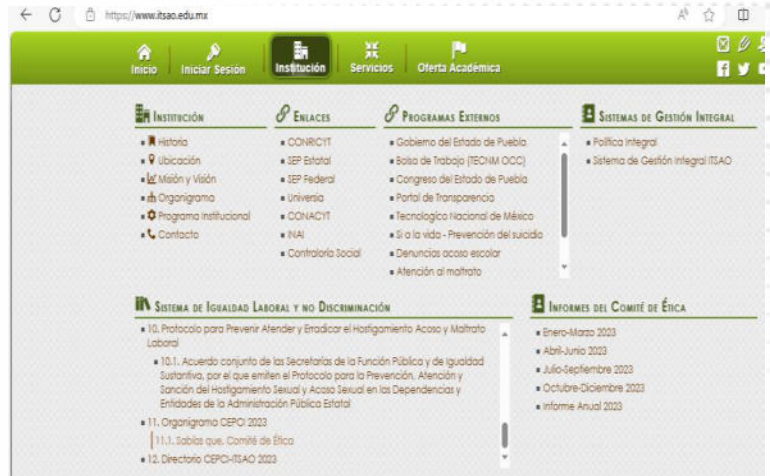 https://www.itsao.edu.mx
Inicio
Iniciar Sesión
Institución
Servicios
Oferta Académica
Institución
Historia
Ubicación
Misión y Visión
Organigrama
Programa Institucional
Contacto
Enlaces
CONRICYT
SEP Estatal
SEP Federal
Universia
CONACYT
INAI
Contraloría Social
Programas Externos
Gobierno del Estado de Puebla
Bolsa de Trabajo (TECNM OCC)
Congreso del Estado de Puebla
Portal de Transparencia
Tecnologico Nacional de México
Si a la vida - Prevención del suicidio
Denuncias acoso escolar
Atención al maltrato
Sistemas de Gestión Integral
Política Integral
Sistema de Gestión Integral ITSAO
Sistema de Igualdad Laboral y no Discriminación
10. Protocolo para Prevenir Atender y Erradicar el Hostigamiento Acoso y Maltrato
Laboral
10.1. Acuerdo conjunto de las Secretarías de la Función Pública y de Igualdad
Sustantiva, por el que emiten el Protocolo para la Prevención, Atención y
Sanción del Hostigamiento Sexual y Acoso Sexual en las Dependencias y
Entidades de la Administración Pública Estatal
11. Organigrama CEPCI 2023
11.1. Sabías que, Comité de Ética
12. Directorio CEPCI-ITSAO 2023
Informes del Comité de Ética
Enero-Marzo 2023
Abril-Junio 2023
Julio-Septiembre 2023
Octubre-Diciembre 2023
Informe Anual 2023